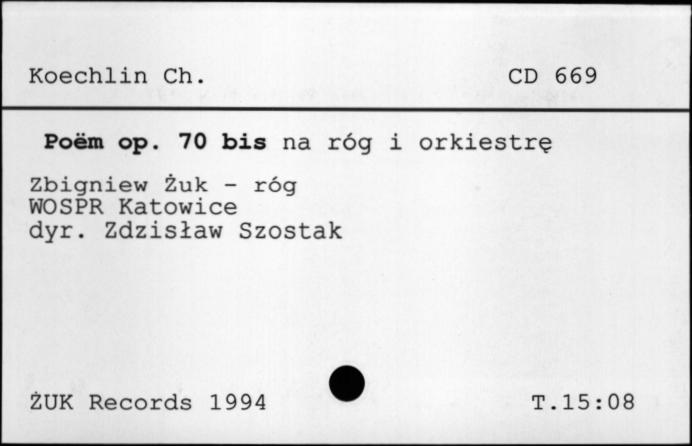 Koechlin Ch. CD 669
Poëm op. 70 bis na róg i orkiestrę
Zbigniew Żuk - róg
WOSPR Katowice
dyr. Zdzisław Szostak
ŻUK Records 1994 T.15:08